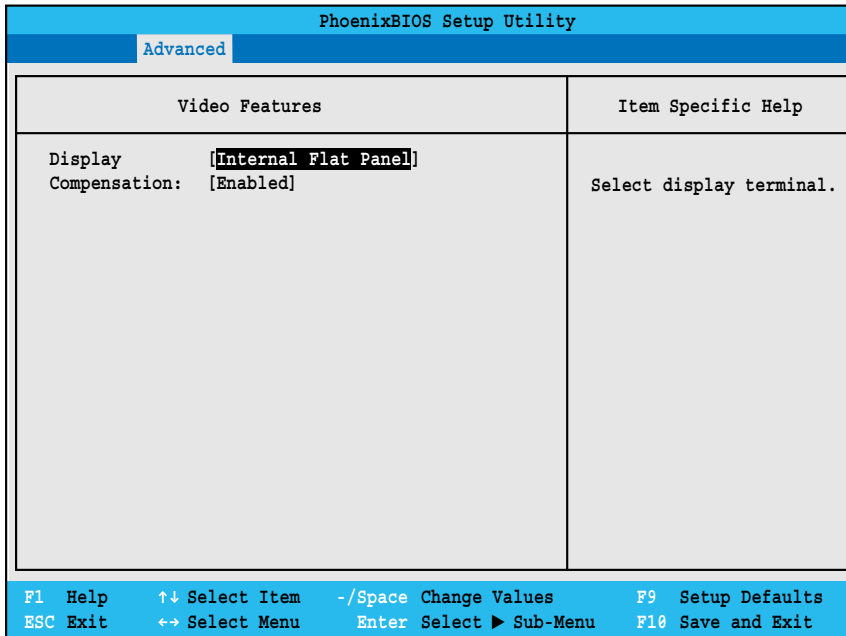 PhoenixBIOS Setup Utility
Advanced
Video Features
Item Specific Help
Display [Internal Flat Panel]
Compensation: [Enabled]
Select display terminal.
F1 Help ↑↓ Select Item -/Space Change Values F9 Setup Defaults
ESC Exit ←→ Select Menu Enter Select ▶ Sub-Menu F10 Save and Exit